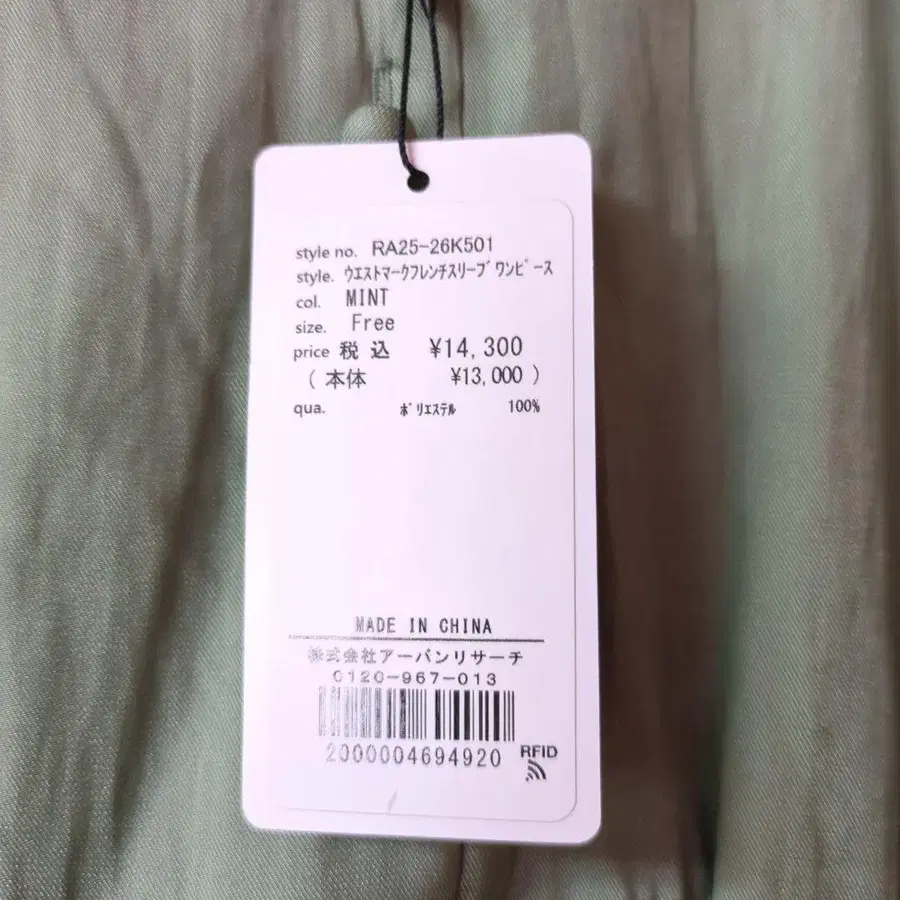 style no. RA25-26K501
style. ウエストマークフレンチスリーブワンピース
col. MINT
size. Free
price 税込 ¥14,300
(本体 ¥13,000)
qua. ポリエステル 100%
MADE IN CHINA
株式会社アーバンリサーチ
0120-967-013
2000004694920
RFID